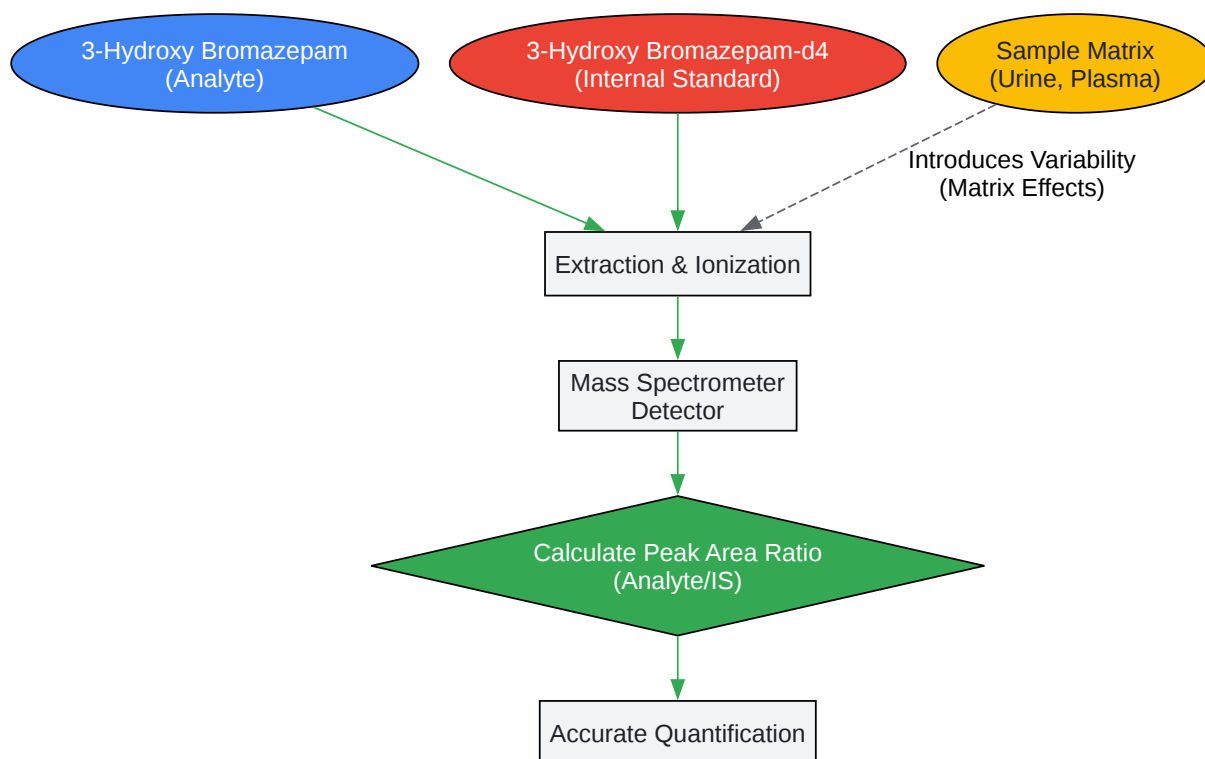 3-Hydroxy Bromazepam
(Analyte)
3-Hydroxy Bromazepam-d4
(Internal Standard)
Sample Matrix
(Urine, Plasma)
Introduces Variability
(Matrix Effects)
Extraction & Ionization
Mass Spectrometer
Detector
Calculate Peak Area Ratio
(Analyte/IS)
Accurate Quantification